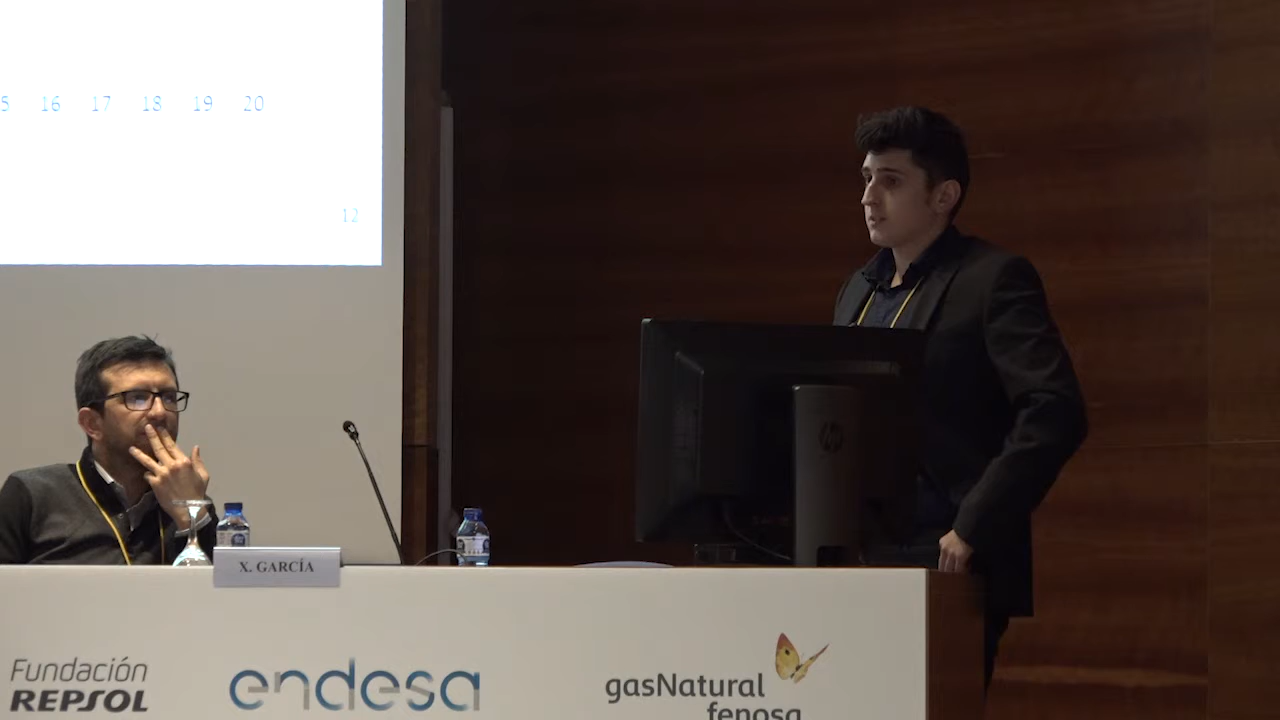 5 16 17 18 19 20
12
X. GARCÍA
Fundación
REPSOL
endesa
gasNatural
fenosa